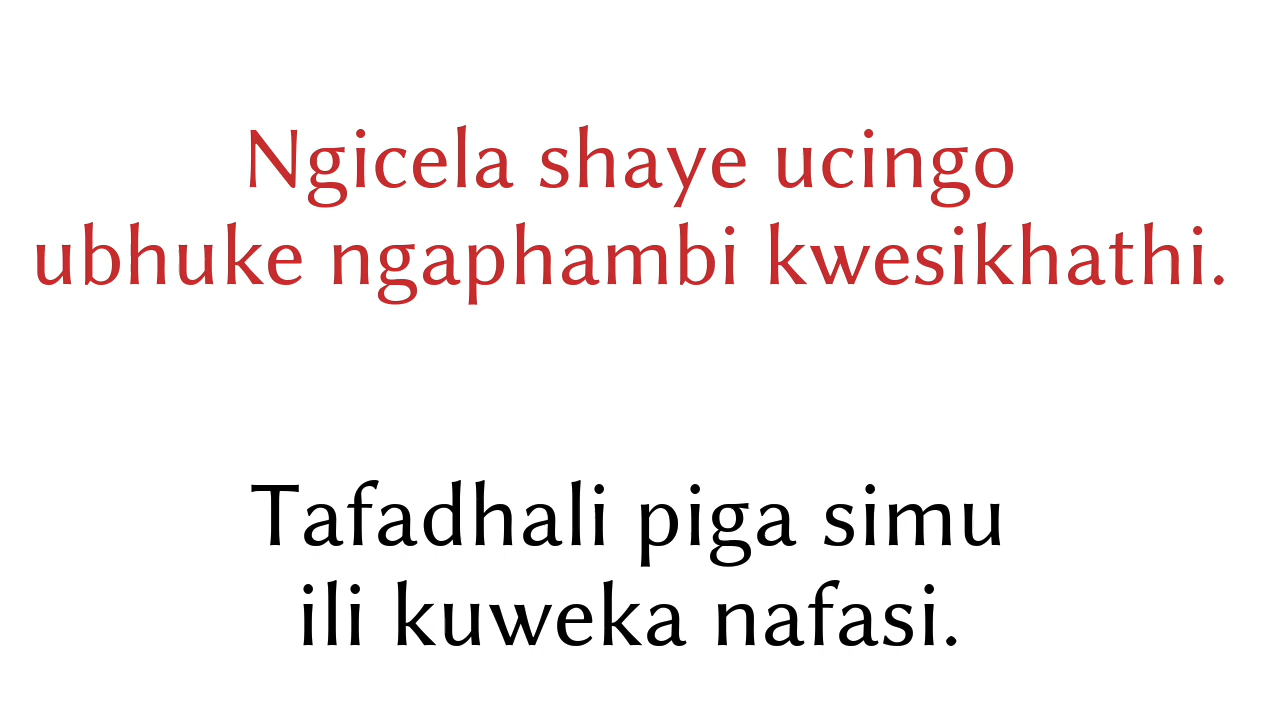 Ngicela shaye ucingo
ubhuke ngaphambi kwesikhathi.
Tafadhali piga simu
ili kuweka nafasi.